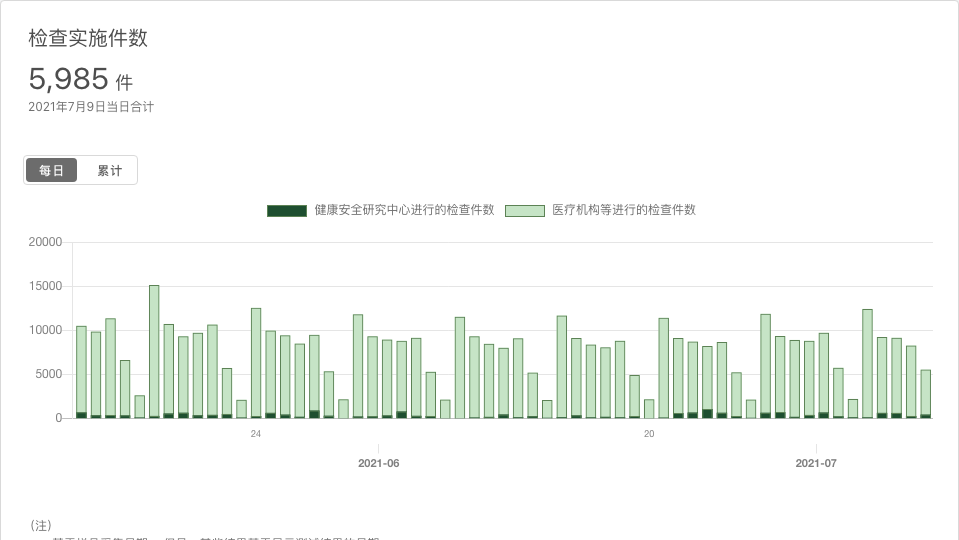 检查实施件数
5,985 件
2021年7月9日当日合计
每日 累计
健康安全研究中心进行的检查件数 医疗机构等进行的检查件数
20000
15000
10000
5000
0
24 20
2021-06 2021-07
(注)